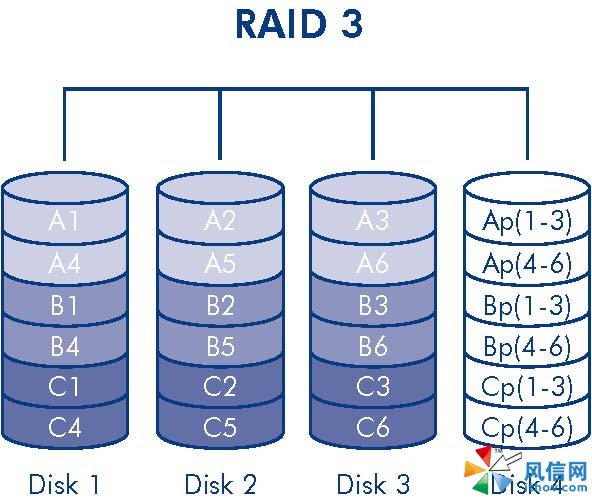 RAID 3
A1 A2 A3 Ap(1-3)
A4 A5 A6 Ap(4-6)
B1 B2 B3 Bp(1-3)
B4 B5 B6 Bp(4-6)
C1 C2 C3 Cp(1-3)
C4 C5 C6 Cp(4-6)
Disk 1 Disk 2 Disk 3 Disk 4
风信网